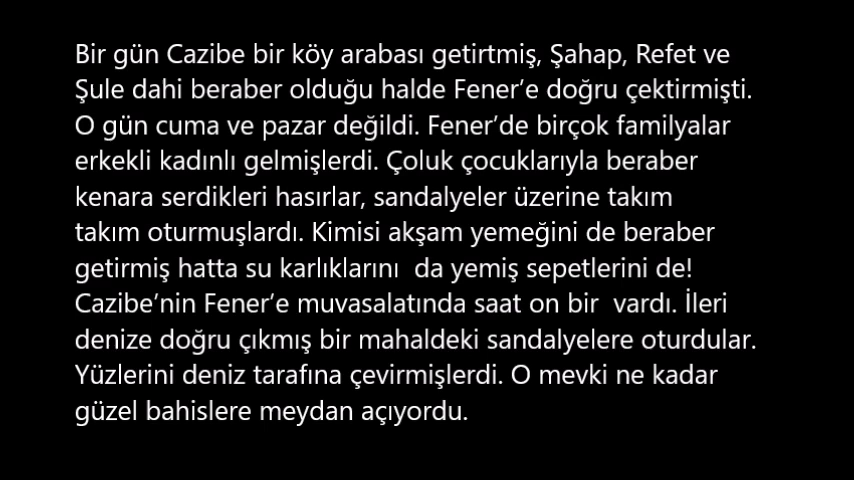 Bir gün Cazibe bir köy arabası getirtmiş, Şahap, Refet ve
Şule dahi beraber olduğu halde Fener’e doğru çektirmişti.
O gün cuma ve pazar değildi. Fener’de birçok familyalar
erkekli kadınlı gelmişlerdi. Çoluk çocuklarıyla beraber
kenara serdikleri hasırlar, sandalyeler üzerine takım
takım oturmuşlardı. Kimisi akşam yemeğini de beraber
getirmiş hatta su karlıklarını  da yemiş sepetlerini de!
Cazibe’nin Fener’e muvasalatında saat on bir  vardı. İleri
denize doğru çıkmış bir mahaldeki sandalyelere oturdular.
Yüzlerini deniz tarafına çevirmişlerdi. O mevki ne kadar
güzel bahislere meydan açıyordu.